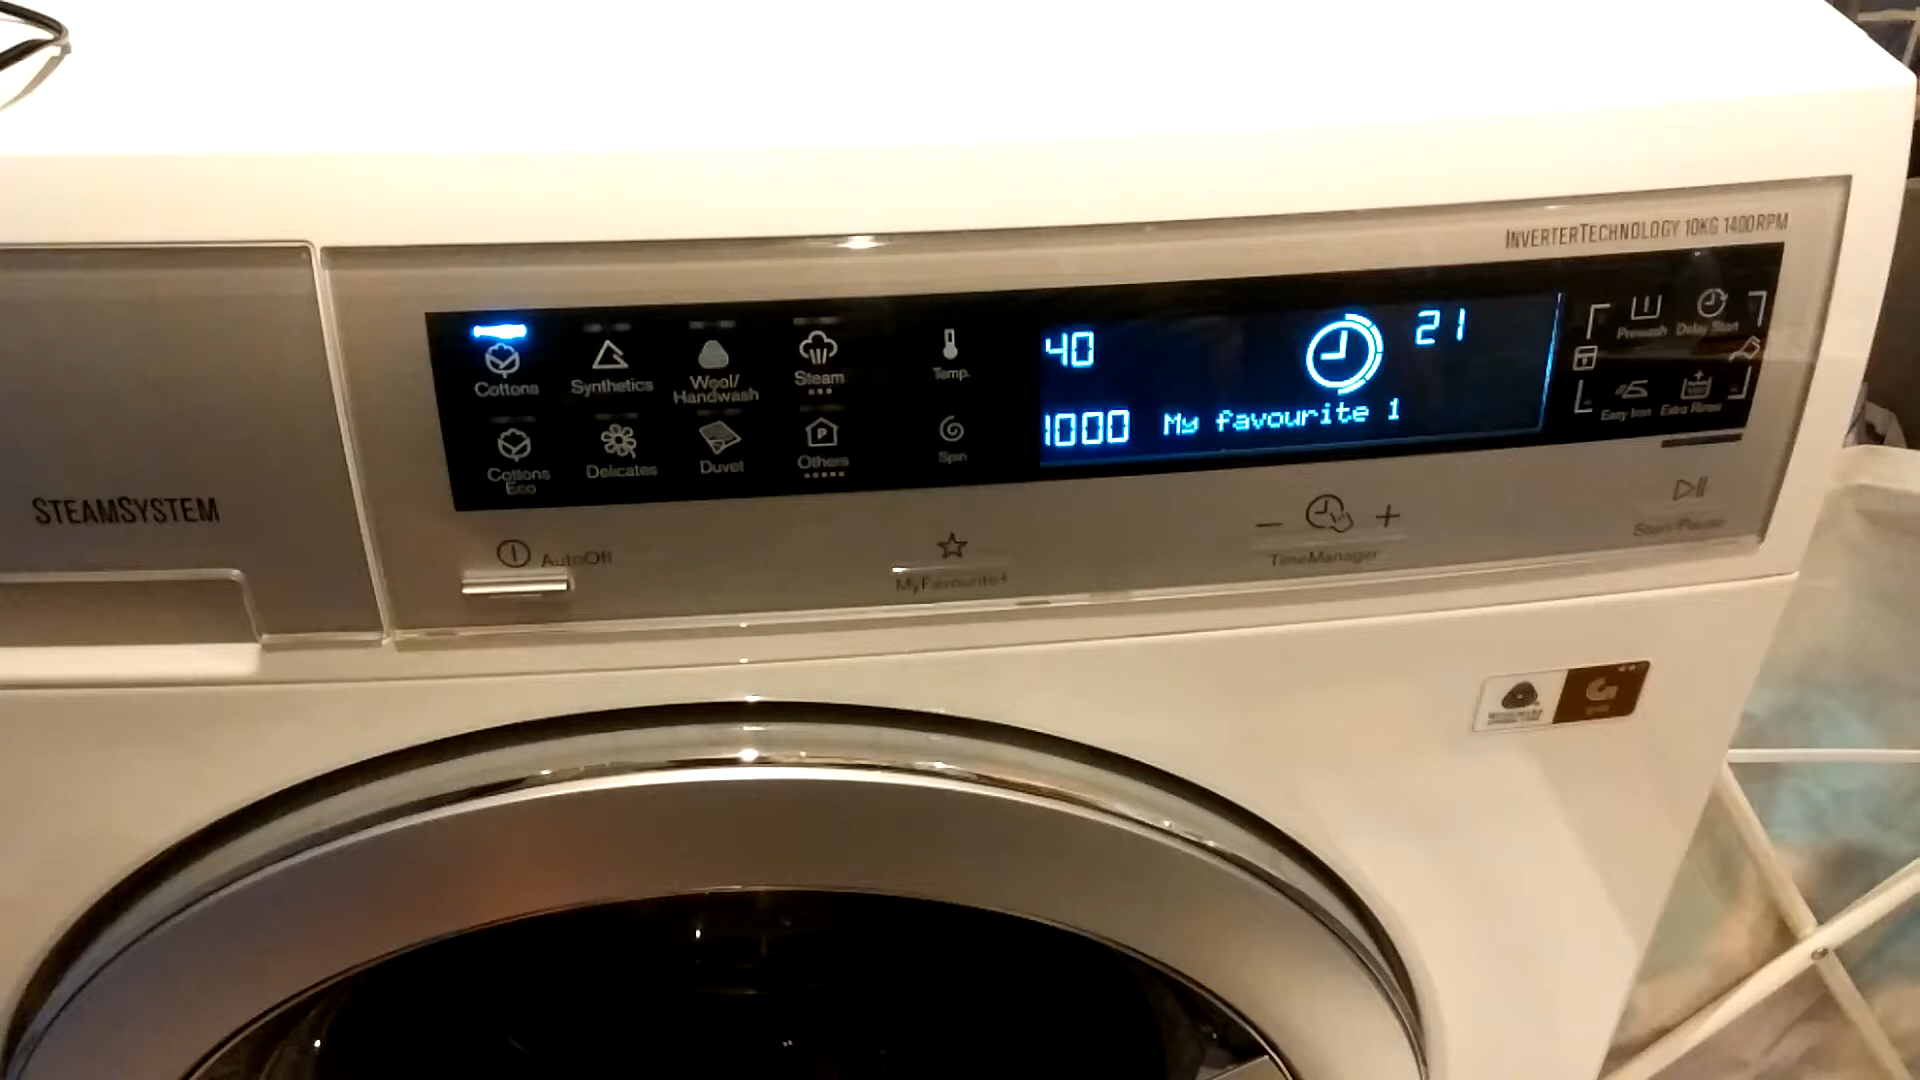 INVERTERTECHNOLOGY 10KG 1400RPM
Cottons
Synthetics
Wool/
Handwash
Steam
Temp.
40
21
Prewash
Delay Start
Cottons
Eco
Delicates
Duvet
Others
Spin
1000
My favourite 1
Easy Iron
Extra Rinse
STEAMSYSTEM
AutoOff
MyFavourite+
TimeManager
Start/Pause